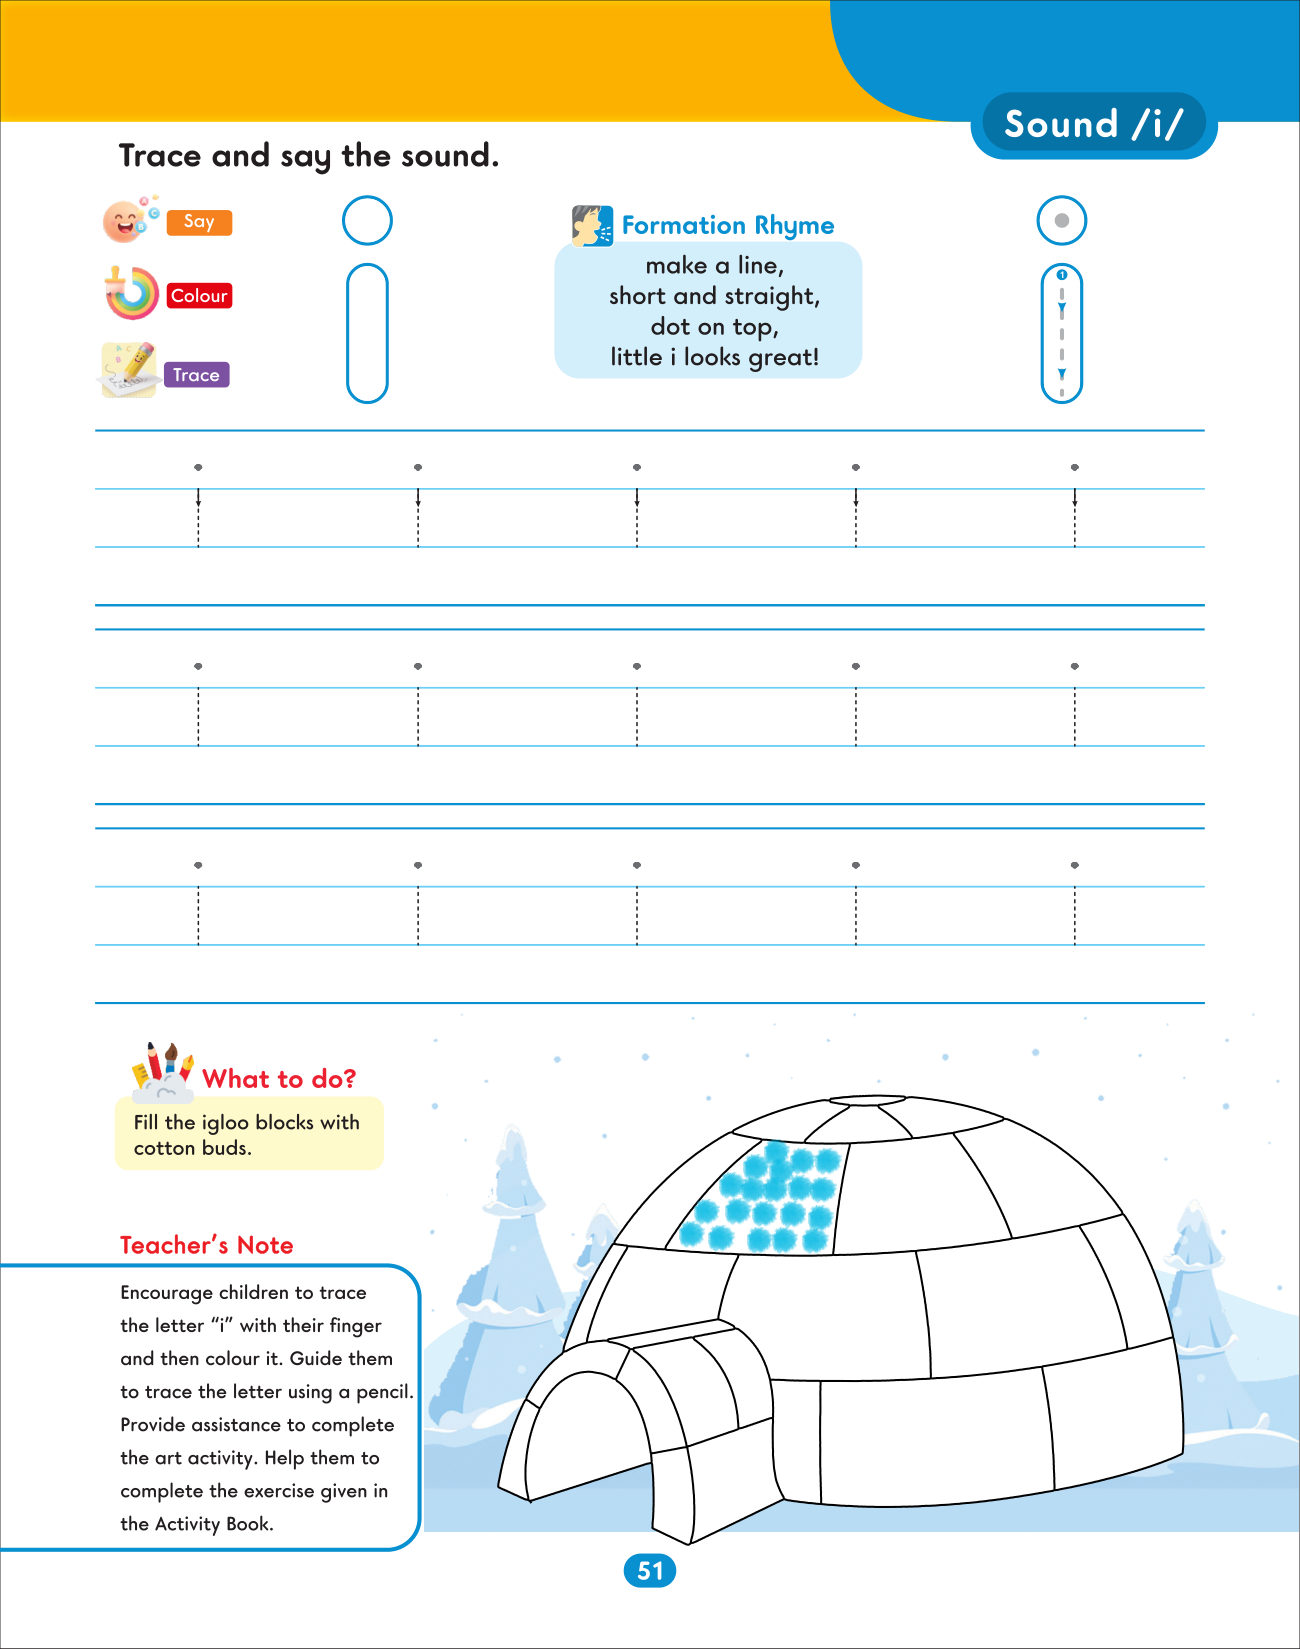 Sound /i/
Trace and say the sound.
Say
Colour
Trace
Formation Rhyme
make a line,
short and straight,
dot on top,
little i looks great!
1
What to do?
Fill the igloo blocks with
cotton buds.
Teacher's Note
Encourage children to trace
the letter “i” with their finger
and then colour it. Guide them
to trace the letter using a pencil.
Provide assistance to complete
the art activity. Help them to
complete the exercise given in
the Activity Book.
51